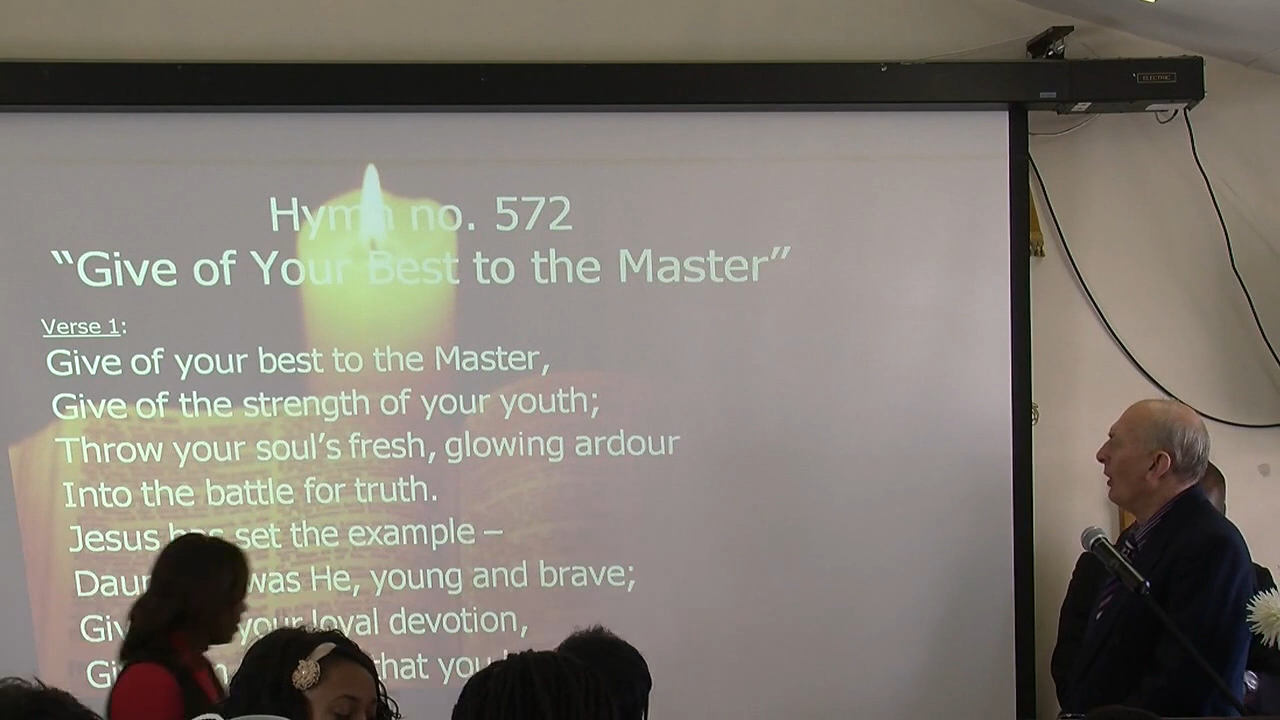 Hymn no. 572
“Give of Your Best to the Master”
Verse 1:
Give of your best to the Master,
Give of the strength of your youth;
Throw your soul’s fresh, glowing ardour
Into the battle for truth.
Jesus has set the example –
was He, young and brave;
your loyal devotion,
that you
ELECTRIC